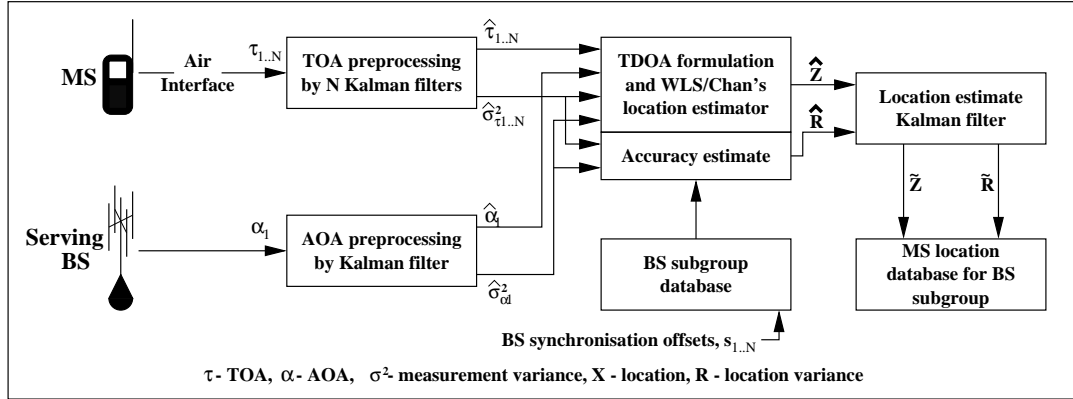 MS
Air
Interface
τ1..N
TOA preprocessing
by N Kalman filters
τ̂1..N
σ̂²τ1..N
TDOA formulation
and WLS/Chan's
location estimator
Accuracy estimate
Ẑ
R̂
Location estimate
Kalman filter
Z̃
R̃
Serving
BS
α1
AOA preprocessing
by Kalman filter
α̂1
σ̂²α1
BS subgroup
database
MS location
database for BS
subgroup
BS synchronisation offsets, s1..N
τ - TOA, α - AOA, σ² - measurement variance, X - location, R - location variance